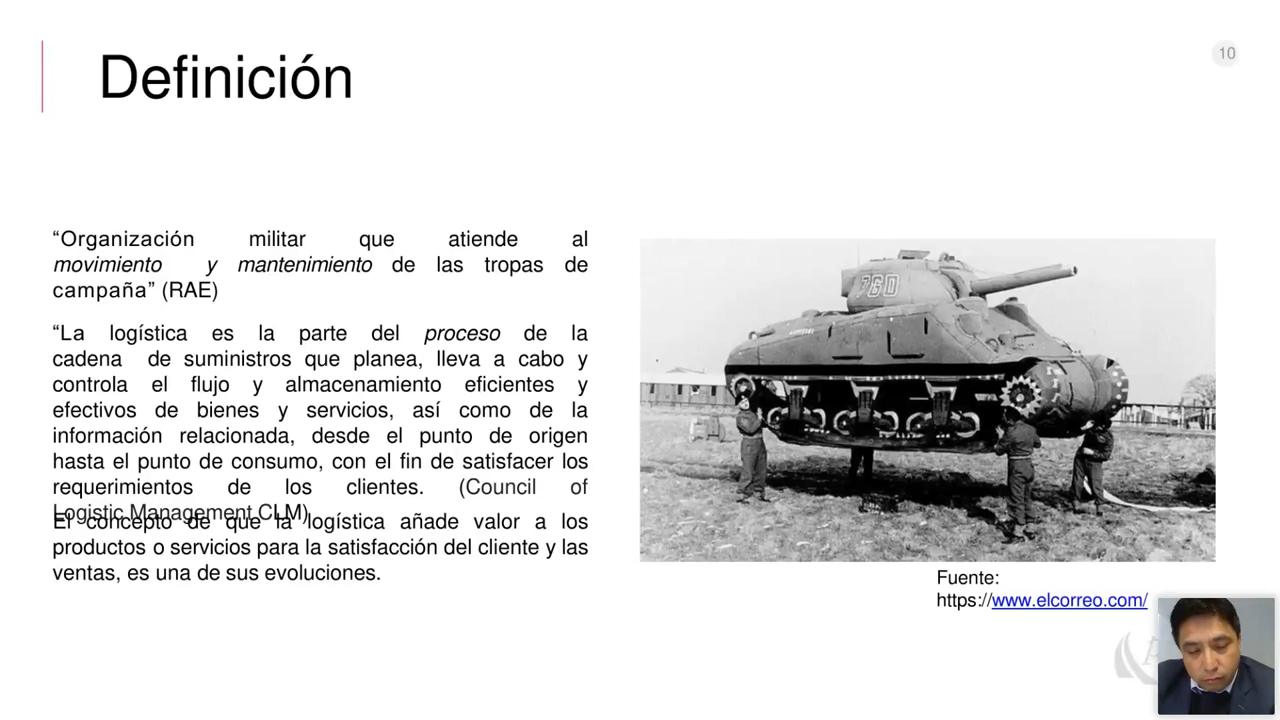 10
Definición
“Organización militar que atiende al
movimiento y mantenimiento de las tropas de
campaña” (RAE)
“La logística es la parte del proceso de la
cadena de suministros que planea, lleva a cabo y
controla el flujo y almacenamiento eficientes y
efectivos de bienes y servicios, así como de la
información relacionada, desde el punto de origen
hasta el punto de consumo, con el fin de satisfacer los
requerimientos de los clientes. (Council of
Logistic Management CLM)
El concepto de que la logística añade valor a los
productos o servicios para la satisfacción del cliente y las
ventas, es una de sus evoluciones.
760
Fuente:
https://www.elcorreo.com/